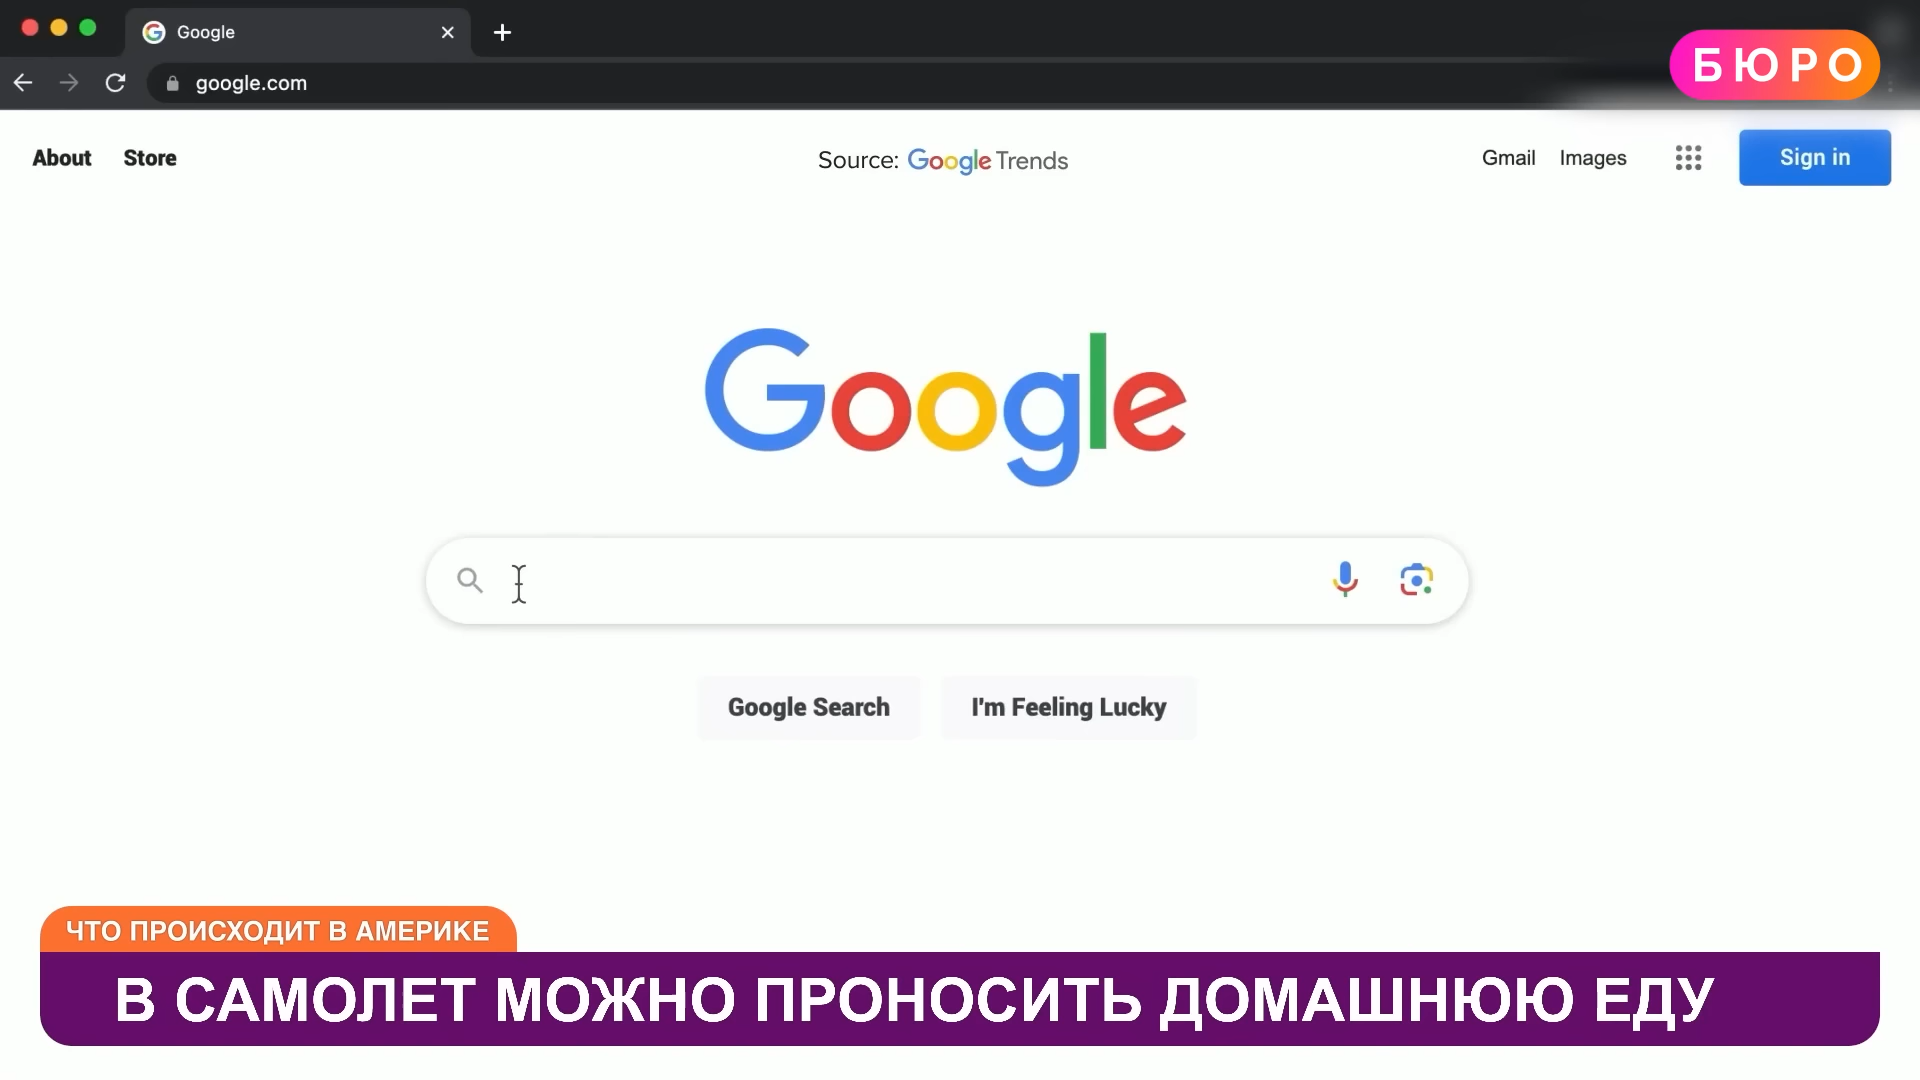 Google
БЮРО
google.com
About Store Source: Google Trends Gmail Images Sign in
Google
Google Search I'm Feeling Lucky
ЧТО ПРОИСХОДИТ В АМЕРИКЕ
В САМОЛЕТ МОЖНО ПРОНОСИТЬ ДОМАШНЮЮ ЕДУ